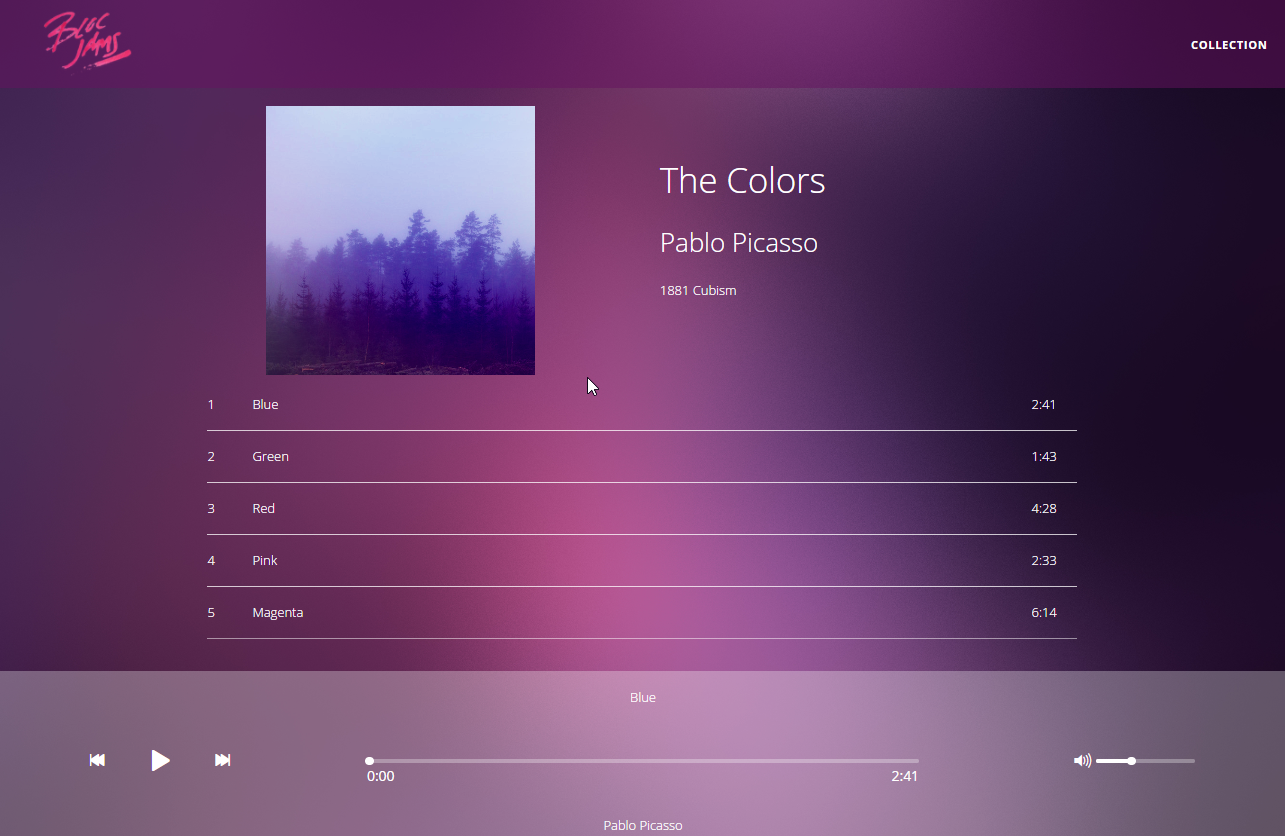 BLOC
JAMS
COLLECTION
The Colors
Pablo Picasso
1881 Cubism
1 Blue 2:41
2 Green 1:43
3 Red 4:28
4 Pink 2:33
5 Magenta 6:14
Blue
0:00 2:41
Pablo Picasso